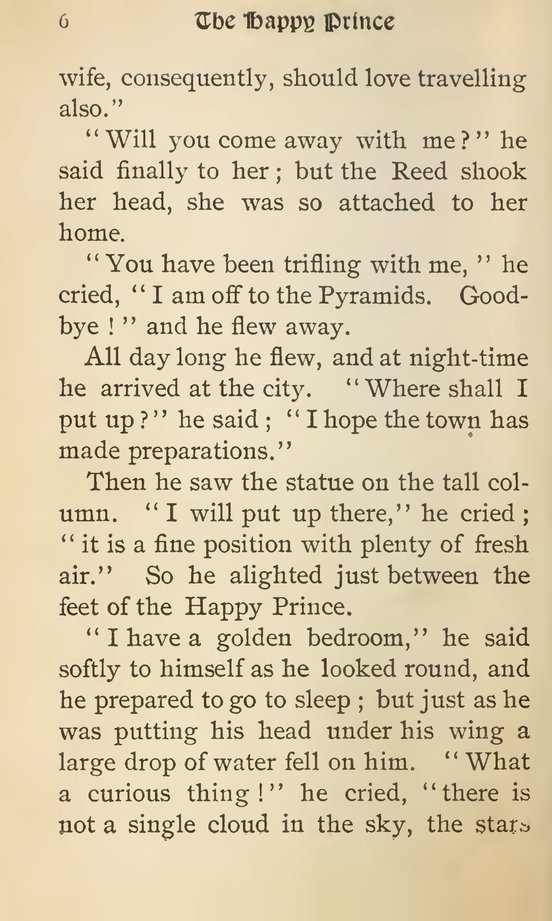 6 The Happy Prince
wife, consequently, should love travelling
also."
"Will you come away with me?" he
said finally to her; but the Reed shook
her head, she was so attached to her
home.
"You have been trifling with me," he
cried, "I am off to the Pyramids. Good-
bye!" and he flew away.
All day long he flew, and at night-time
he arrived at the city. "Where shall I
put up?" he said; "I hope the town has
made preparations."
Then he saw the statue on the tall col-
umn. "I will put up there," he cried;
"it is a fine position with plenty of fresh
air." So he alighted just between the
feet of the Happy Prince.
"I have a golden bedroom," he said
softly to himself as he looked round, and
he prepared to go to sleep; but just as he
was putting his head under his wing a
large drop of water fell on him. "What
a curious thing!" he cried, "there is
not a single cloud in the sky, the stars